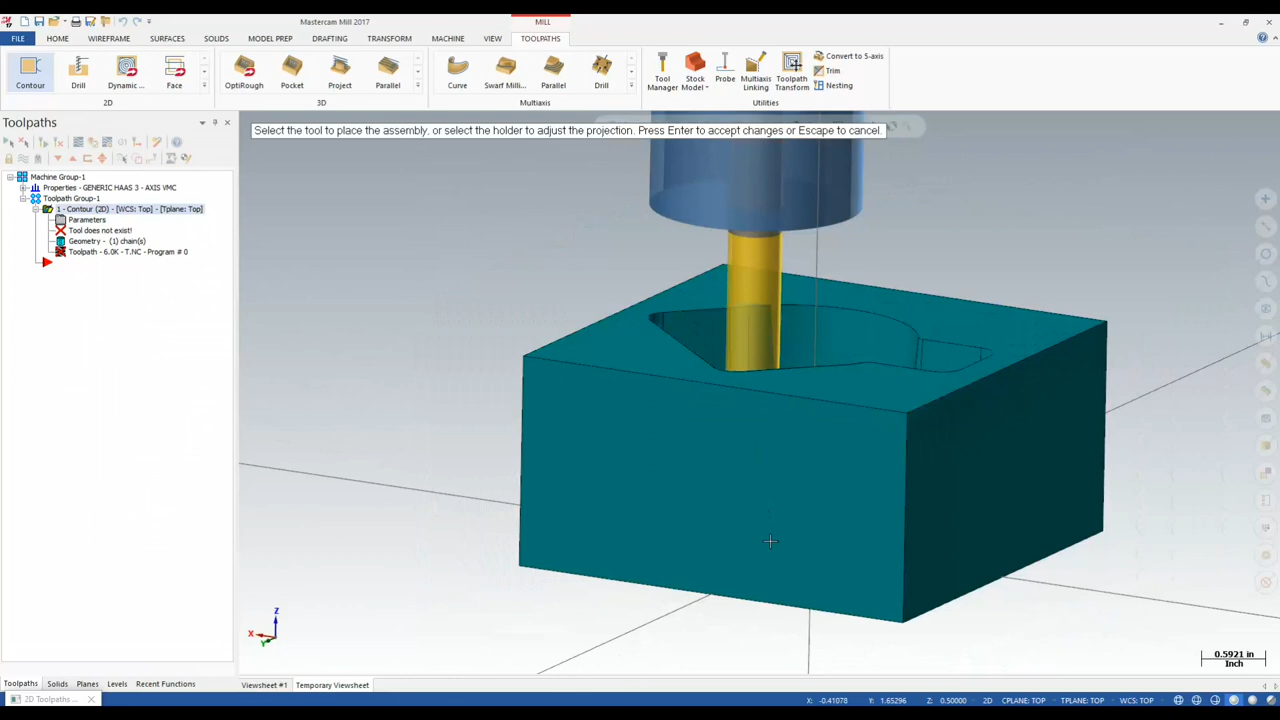 Mastercam Mill 2017
MILL
FILE HOME WIREFRAME SURFACES SOLIDS MODEL PREP DRAFTING TRANSFORM MACHINE VIEW TOOLPATHS
Contour Drill Dynamic ... Face
2D
OptiRough Pocket Project Parallel
3D
Curve Swarf Milli... Parallel Drill
Multiaxis
Tool Manager Stock Model Probe Multiaxis Linking Toolpath Transform
Convert to 5-axis
Trim
Nesting
Utilities
Toolpaths
Select the tool to place the assembly, or select the holder to adjust the projection. Press Enter to accept changes or Escape to cancel.
Machine Group-1
Properties - GENERIC HAAS 3 - AXIS VMC
Toolpath Group-1
1 - Contour (2D) - [WCS: Top] - [Tplane: Top]
Parameters
Tool does not exist!
Geometry - (1) chain(s)
Toolpath - 6.0K - T.NC - Program # 0
Z
X
Y
0.5921 in
Inch
Toolpaths Solids Planes Levels Recent Functions
Viewsheet #1 Temporary Viewsheet
2D Toolpaths ...
X: -0.41078 Y: 1.65296 Z: 0.50000 2D CPLANE: TOP TPLANE: TOP WCS: TOP